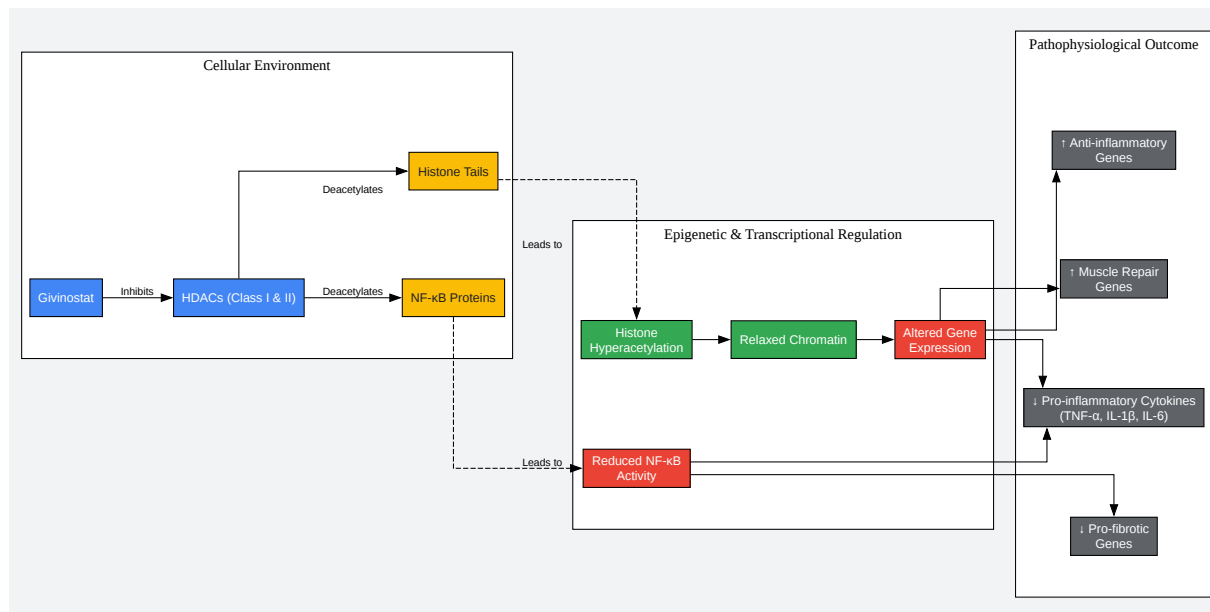 Cellular Environment
Histone Tails
Deacetylates
Givinostat
Inhibits
HDACs (Class I & II)
Deacetylates
NF-κB Proteins
Leads to
Leads to
Epigenetic & Transcriptional Regulation
Histone
Hyperacetylation
Relaxed Chromatin
Altered Gene
Expression
Reduced NF-κB
Activity
Pathophysiological Outcome
↑ Anti-inflammatory
Genes
↑ Muscle Repair
Genes
↓ Pro-inflammatory Cytokines
(TNF-α, IL-1β, IL-6)
↓ Pro-fibrotic
Genes